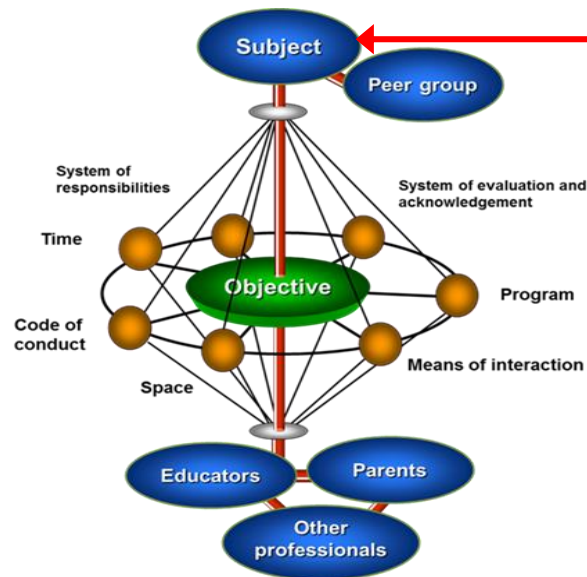 Subject
Peer group
System of
responsibilities
System of evaluation and
acknowledgement
Time
Objective
Program
Code of
conduct
Means of interaction
Space
Educators
Parents
Other
professionals